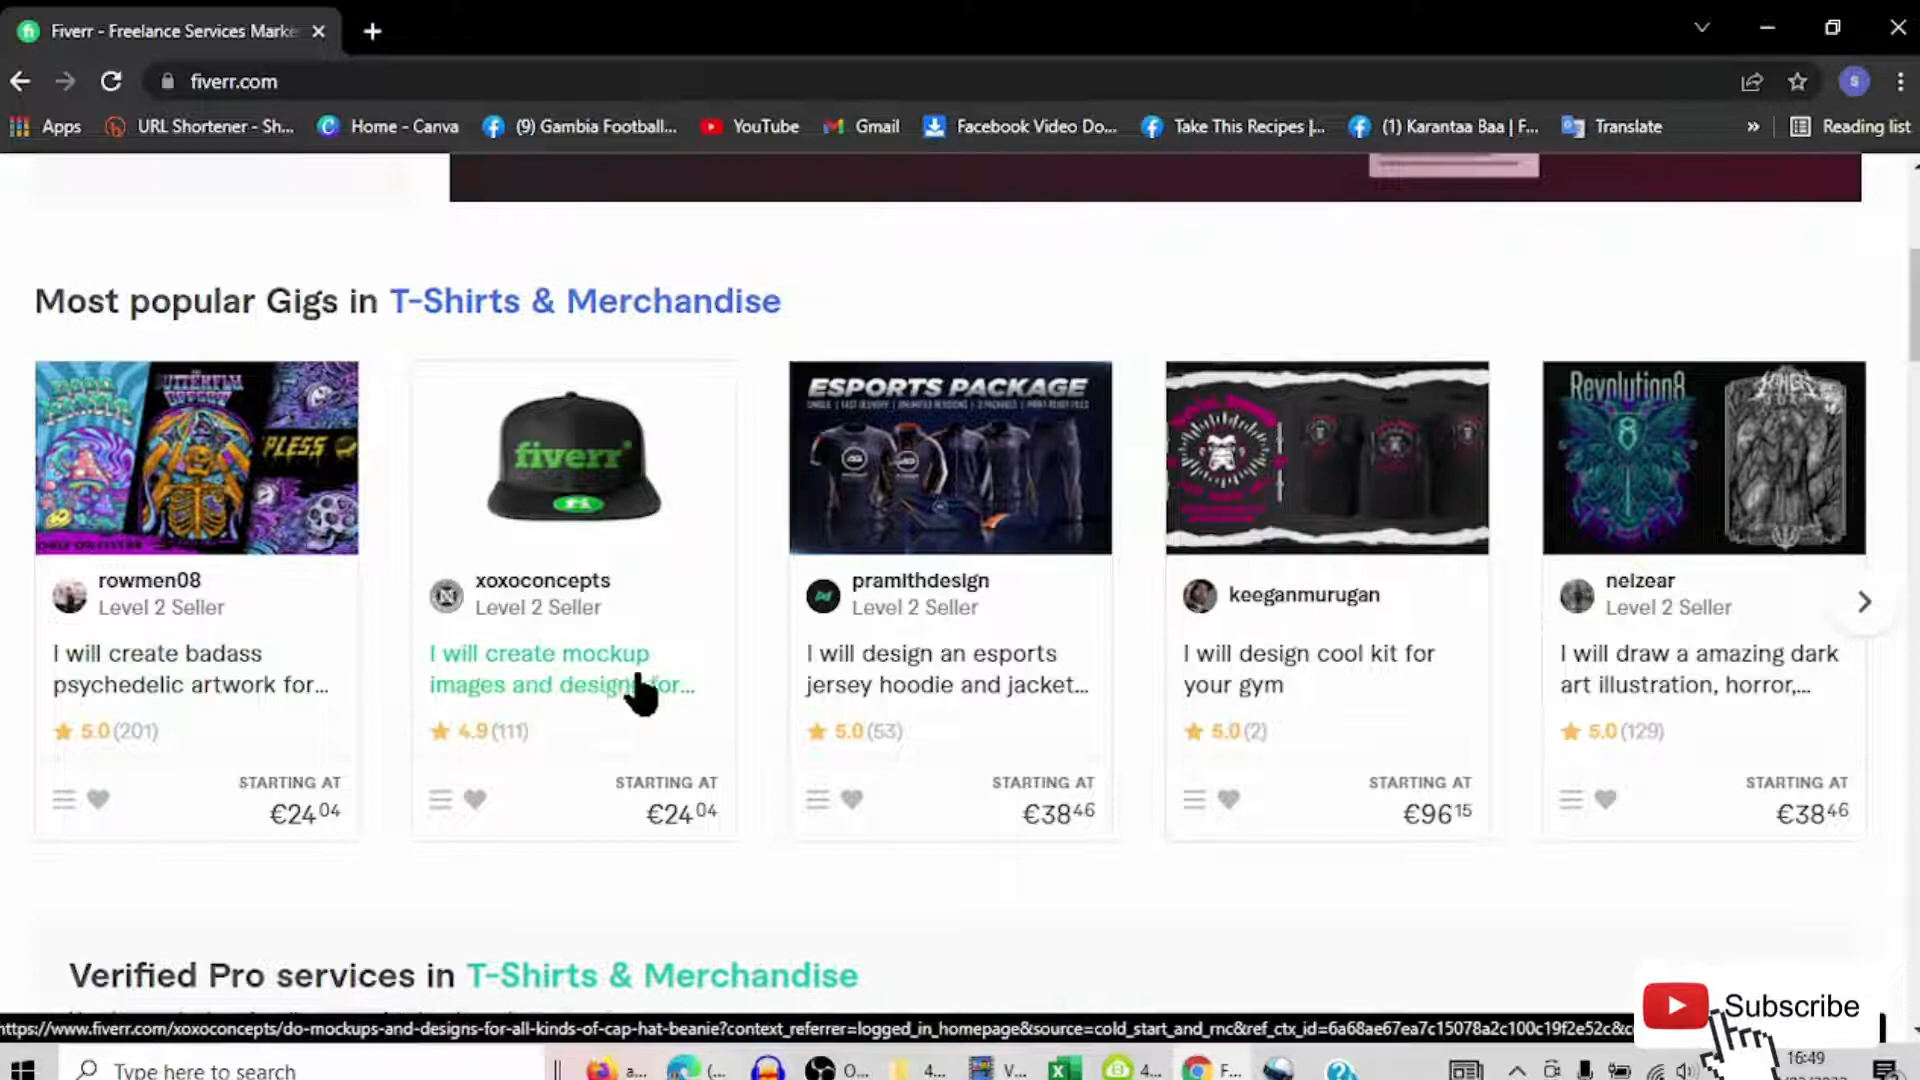 Fiverr - Freelance Services Marke
fiverr.com
Apps
URL Shortener - Sh...
Home - Canva
(9) Gambia Football...
YouTube
Gmail
Facebook Video Do...
Take This Recipes |...
(1) Karantaa Baa | F...
Translate
»
Reading list
Most popular Gigs in T-Shirts & Merchandise
fiverr
ESPORTS PACKAGE
Revolution8
rowmen08
Level 2 Seller
I will create badass
psychedelic artwork for...
5.0 (201)
STARTING AT
€24 04
xoxoconcepts
Level 2 Seller
I will create mockup
images and designs for...
4.9 (111)
STARTING AT
€24 04
pramithdesign
Level 2 Seller
I will design an esports
jersey hoodie and jacket...
5.0 (53)
STARTING AT
€38 46
keeganmurugan
I will design cool kit for
your gym
5.0 (2)
STARTING AT
€96 15
nelzear
Level 2 Seller
I will draw a amazing dark
art illustration, horror,...
5.0 (129)
STARTING AT
€38 46
Verified Pro services in T-Shirts & Merchandise
https://www.fiverr.com/xoxoconcepts/do-mockups-and-designs-for-all-kinds-of-cap-hat-beanie?context_referrer=logged_in_homepage&source=cold_start_and_rnc&ref_ctx_id=6a68ae67ea7c15078a2c100c19f2e52c&c
Subscribe
Type here to search
a...
(...
O...
4...
V...
4...
F...
16:49